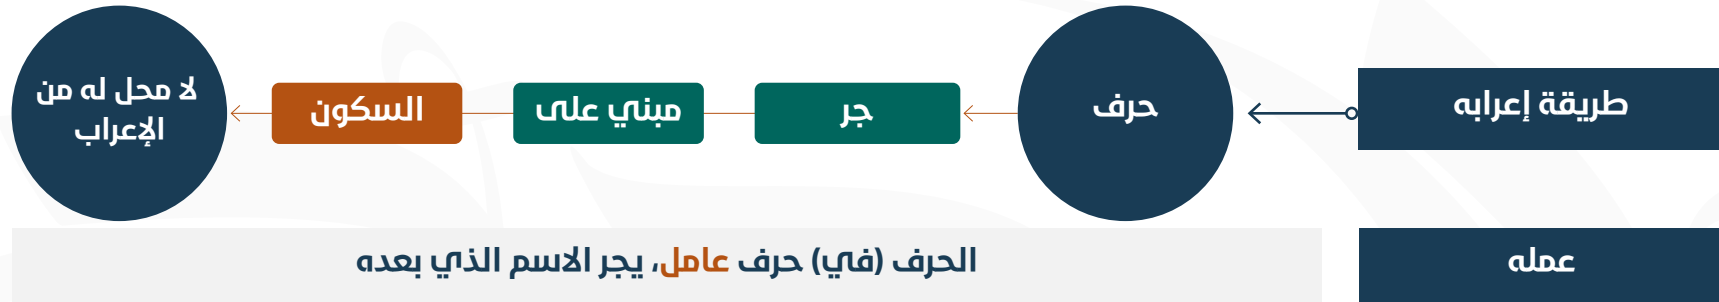 طريقة إعرابه
حرف
جر
مبني على
السكون
لا محل له من
الإعراب
عمله
الحرف (في) حرف عامل، يجر الاسم الذي بعده